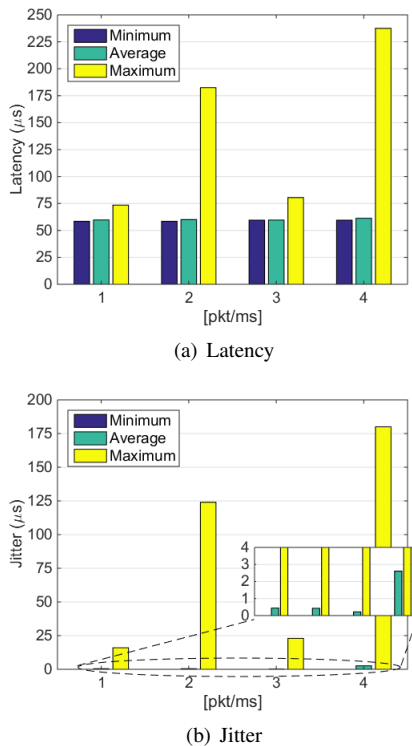 250
225
200
175
150
125
100
75
50
25
0
Latency (μs)
Minimum
Average
Maximum
1 2 3 4
[pkt/ms]
(a) Latency
200
175
150
125
100
75
50
25
0
Jitter (μs)
Minimum
Average
Maximum
4
3
2
1
0
1 2 3 4
[pkt/ms]
(b) Jitter